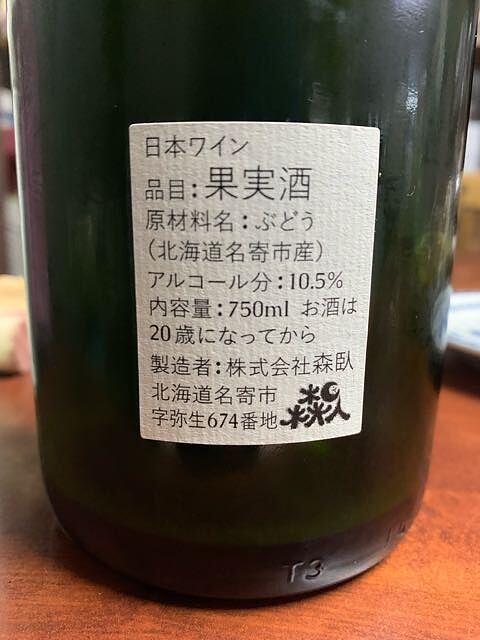 日本ワイン
品目:果実酒
原材料名:ぶどう
(北海道名寄市産)
アルコール分:10.5%
内容量:750ml お酒は
20歳になってから
製造者:株式会社森臥
北海道名寄市
字弥生674番地
T3